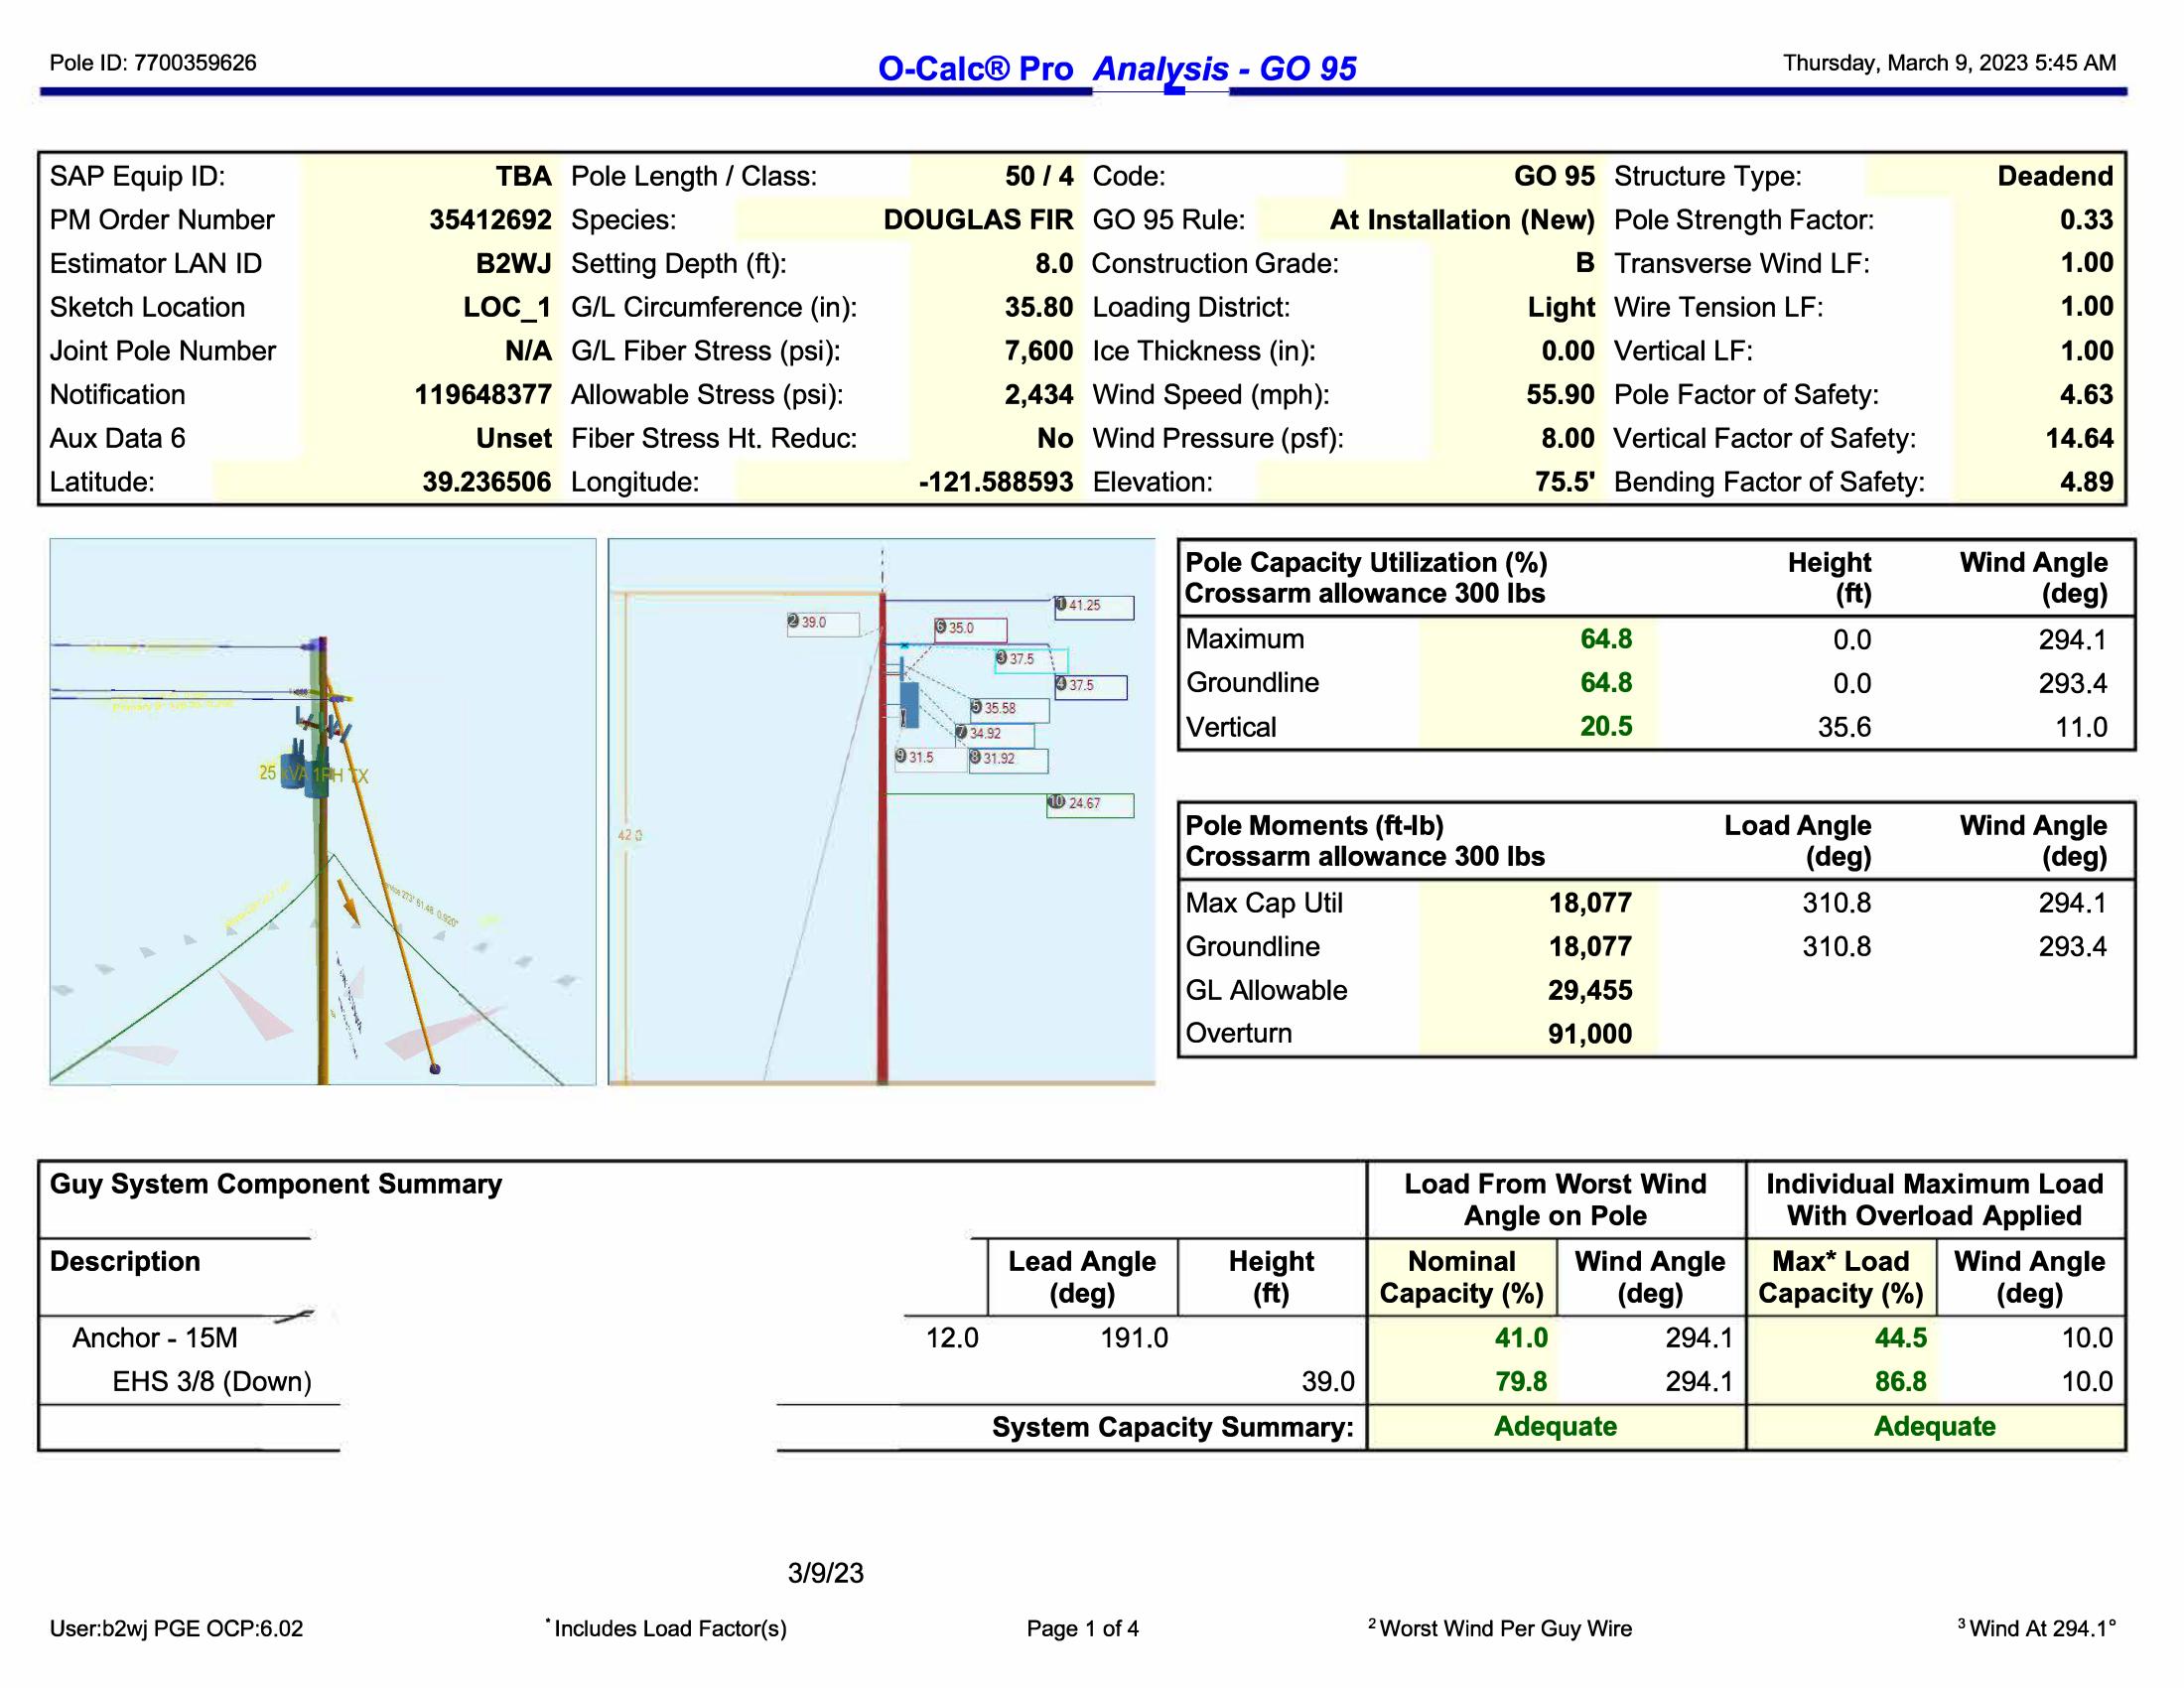 Pole ID: 7700359626 O-Calc® Pro Analysis - GO 95 Thursday, March 9, 2023 5:45 AM
SAP Equip ID: TBA Pole Length / Class: 50 / 4 Code: GO 95 Structure Type: Deadend
PM Order Number 35412692 Species: DOUGLAS FIR GO 95 Rule: At Installation (New) Pole Strength Factor: 0.33
Estimator LAN ID B2WJ Setting Depth (ft): 8.0 Construction Grade: B Transverse Wind LF: 1.00
Sketch Location LOC_1 G/L Circumference (in): 35.80 Loading District: Light Wire Tension LF: 1.00
Joint Pole Number N/A G/L Fiber Stress (psi): 7,600 Ice Thickness (in): 0.00 Vertical LF: 1.00
Notification 119648377 Allowable Stress (psi): 2,434 Wind Speed (mph): 55.90 Pole Factor of Safety: 4.63
Aux Data 6 Unset Fiber Stress Ht. Reduc: No Wind Pressure (psf): 8.00 Vertical Factor of Safety: 14.64
Latitude: 39.236506 Longitude: -121.588593 Elevation: 75.5' Bending Factor of Safety: 4.89
25 kVA 1PH TX
1 41.25
2 39.0
6 35.0
3 37.5
4 37.5
5 35.58
7 34.92
9 31.5 8 31.92
10 24.67
42.0
Pole Capacity Utilization (%) Height Wind Angle
Crossarm allowance 300 lbs (ft) (deg)
Maximum 64.8 0.0 294.1
Groundline 64.8 0.0 293.4
Vertical 20.5 35.6 11.0
Pole Moments (ft-lb) Load Angle Wind Angle
Crossarm allowance 300 lbs (deg) (deg)
Max Cap Util 18,077 310.8 294.1
Groundline 18,077 310.8 293.4
GL Allowable 29,455
Overturn 91,000
Guy System Component Summary Load From Worst Wind Individual Maximum Load
Angle on Pole With Overload Applied
Description Lead Angle Height Nominal Wind Angle Max* Load Wind Angle
(deg) (ft) Capacity (%) (deg) Capacity (%) (deg)
Anchor - 15M 12.0 191.0 41.0 294.1 44.5 10.0
EHS 3/8 (Down) 39.0 79.8 294.1 86.8 10.0
System Capacity Summary: Adequate Adequate
3/9/23
User:b2wj PGE OCP:6.02 * Includes Load Factor(s) Page 1 of 4 2 Worst Wind Per Guy Wire 3 Wind At 294.1°